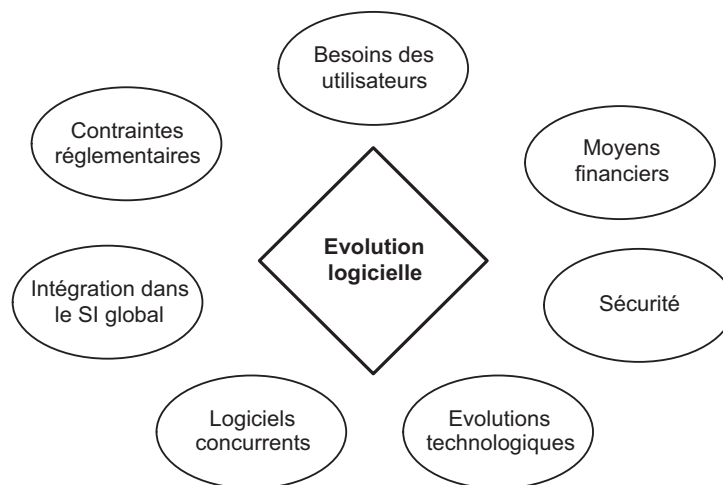 Besoins des
utilisateurs
Contraintes
réglementaires
Moyens
financiers
Evolution
logicielle
Intégration dans
le SI global
Sécurité
Logiciels
concurrents
Evolutions
technologiques